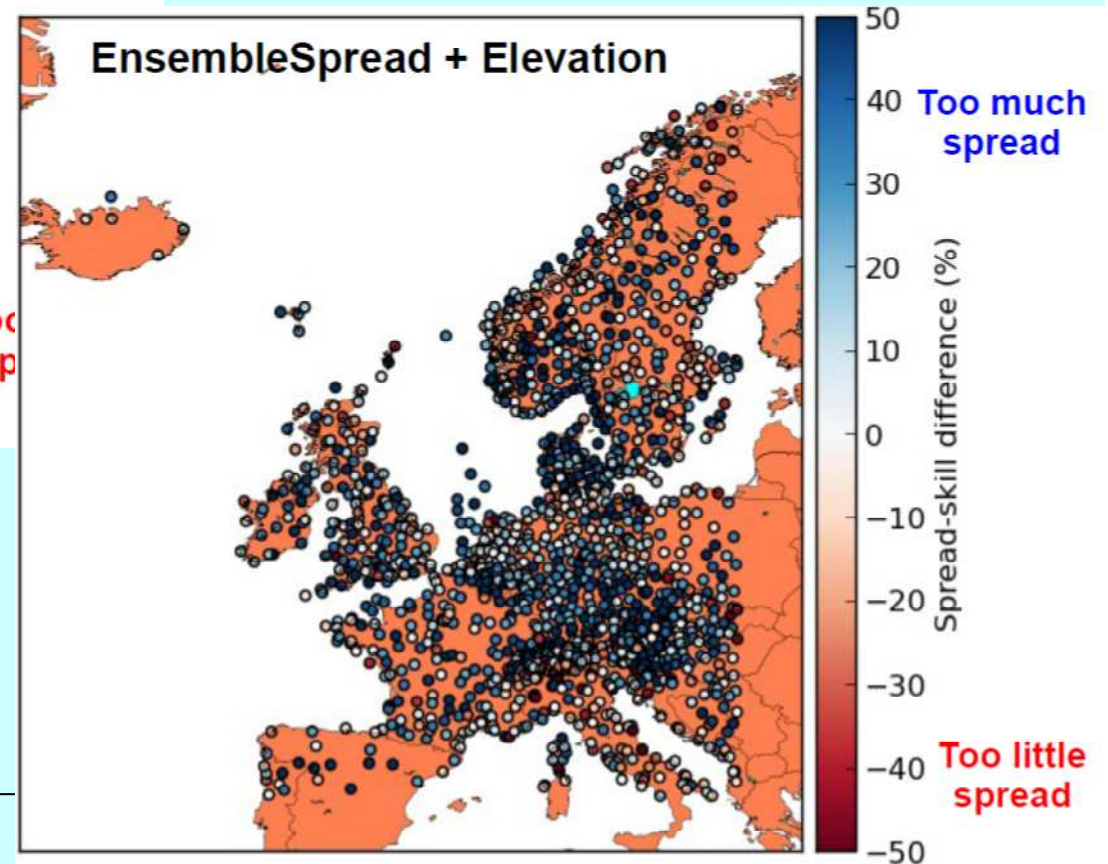 EnsembleSpread + Elevation
50
40
30
20
10
0
−10
−20
−30
−40
−50
Spread-skill difference (%)
Too much
spread
Too little
spread